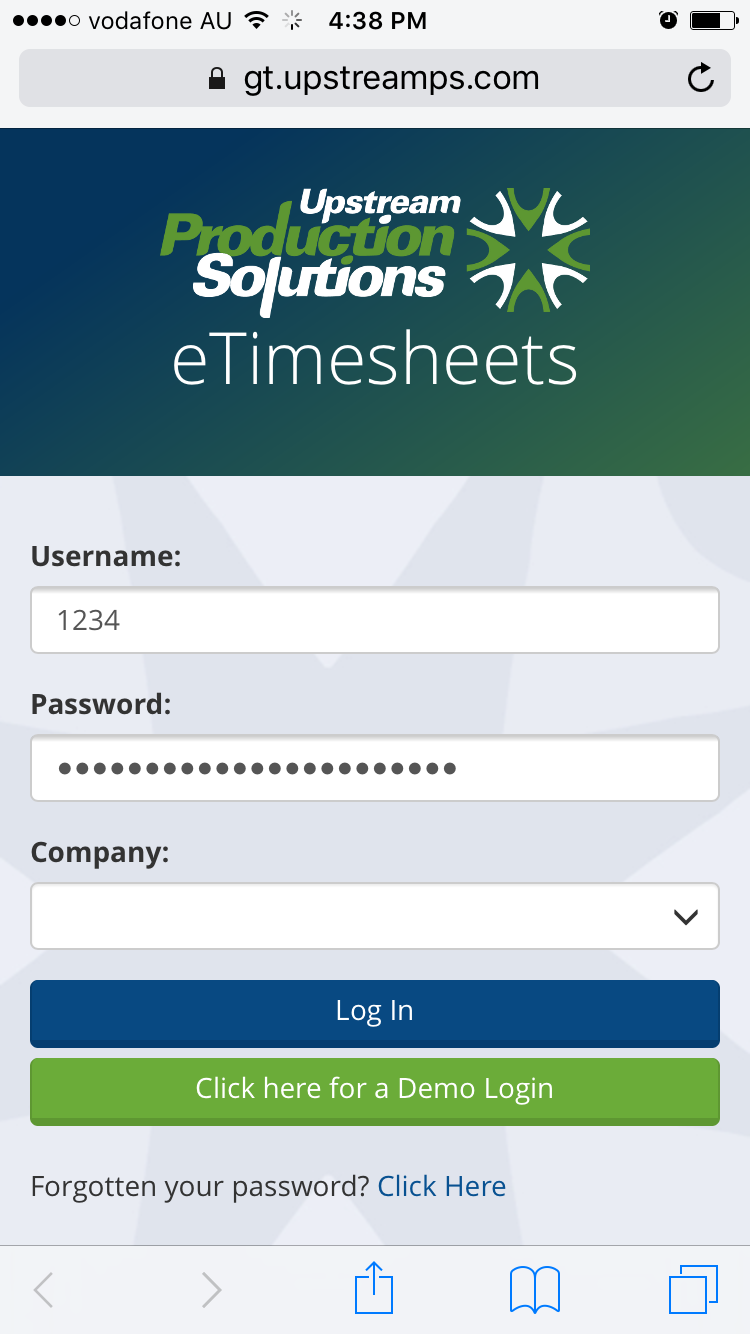 vodafone AU 4:38 PM
gt.upstreamps.com
Upstream
Production
Solutions
eTimesheets
Username:
1234
Password:
•••••••••••••••••••••••
Company:
Log In
Click here for a Demo Login
Forgotten your password? Click Here